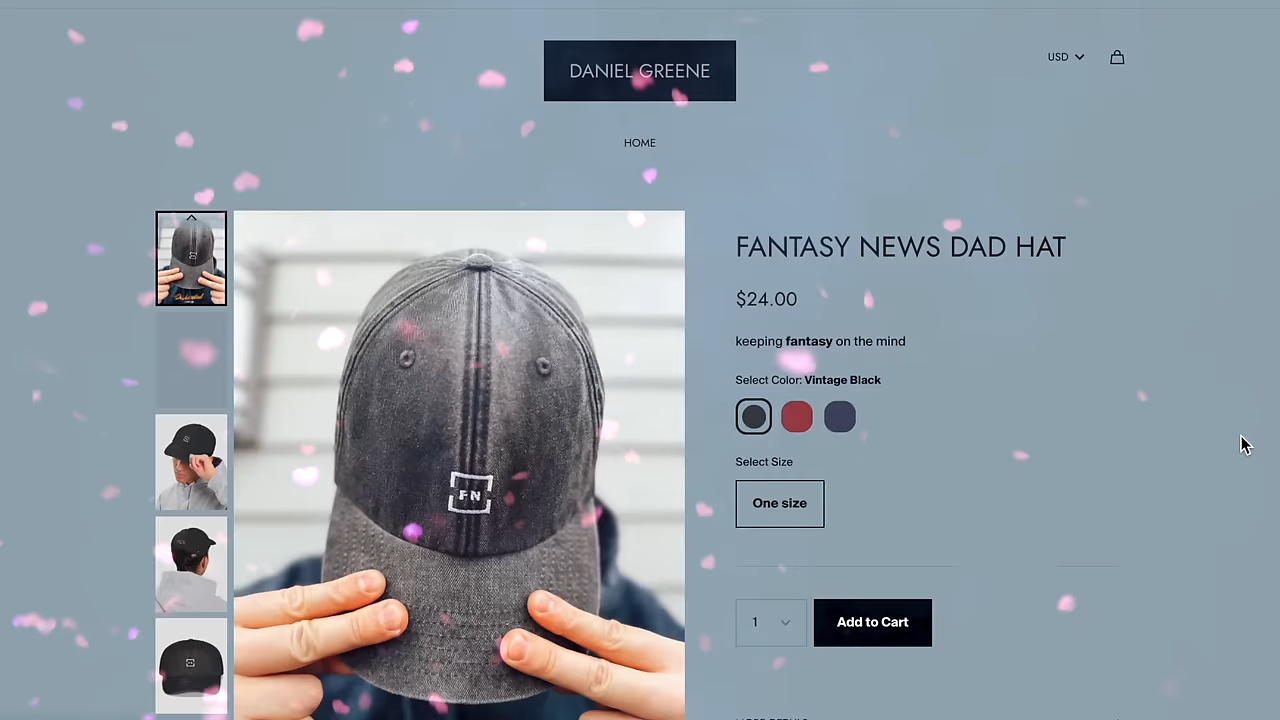 DANIEL GREENE
USD
HOME
FANTASY NEWS DAD HAT
$24.00
keeping fantasy on the mind
Select Color: Vintage Black
Select Size
One size
FN
1
Add to Cart